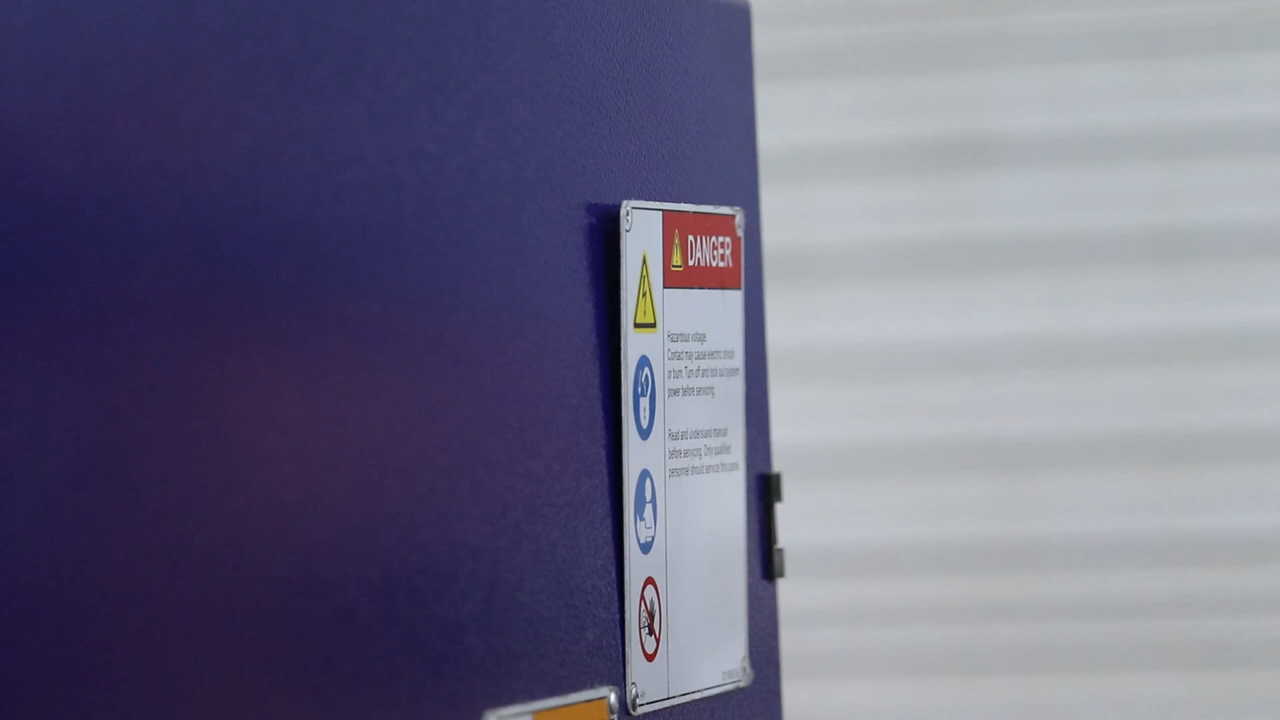 DANGER
Hazardous voltage.
Contact may cause electric shock
or burn. Turn off and lock out system
power before servicing.
Read and understand manual
before servicing. Only qualified
personnel should service this panel.